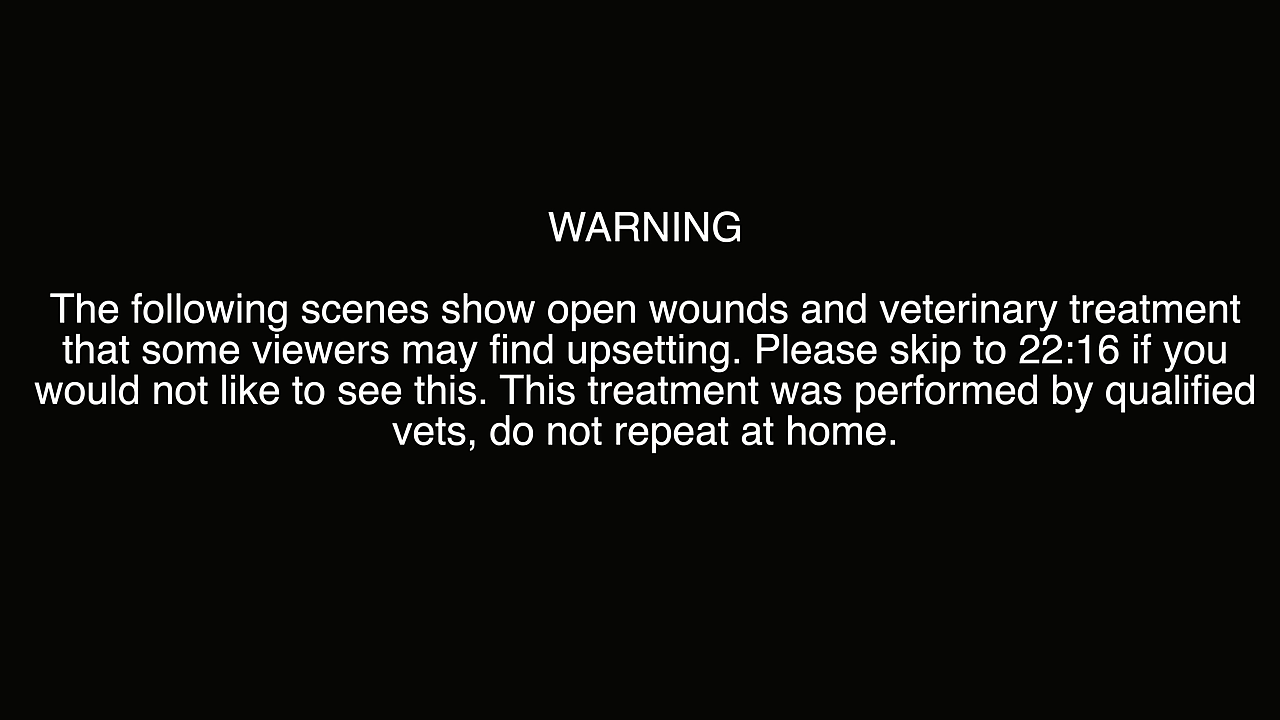 WARNING
The following scenes show open wounds and veterinary treatment
that some viewers may find upsetting. Please skip to 22:16 if you
would not like to see this. This treatment was performed by qualified
vets, do not repeat at home.